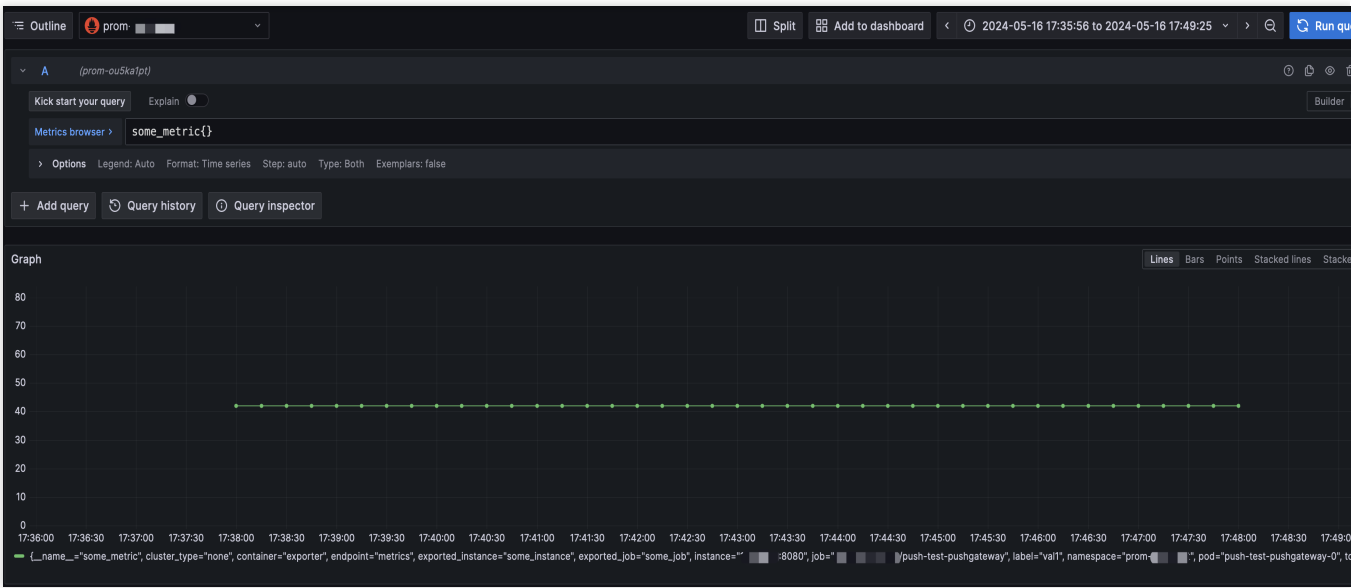 Outline prom-
Split Add to dashboard 2024-05-16 17:35:56 to 2024-05-16 17:49:25 Run qu
A (prom-ou5ka1pt)
Kick start your query Explain Builder
Metrics browser > some_metric{}
> Options Legend: Auto Format: Time series Step: auto Type: Both Exemplars: false
+ Add query Query history Query inspector
Graph
Lines Bars Points Stacked lines Stacke
80
70
60
50
40
30
20
10
0
17:36:00 17:36:30 17:37:00 17:37:30 17:38:00 17:38:30 17:39:00 17:39:30 17:40:00 17:40:30 17:41:00 17:41:30 17:42:00 17:42:30 17:43:00 17:43:30 17:44:00 17:44:30 17:45:00 17:45:30 17:46:00 17:46:30 17:47:00 17:47:30 17:48:00 17:48:30 17:49:0
{__name__="some_metric", cluster_type="none", container="exporter", endpoint="metrics", exported_instance="some_instance", exported_job="some_job", instance=" :8080", job=" /push-test-pushgateway", label="val1", namespace="prom- ", pod="push-test-pushgateway-0", to